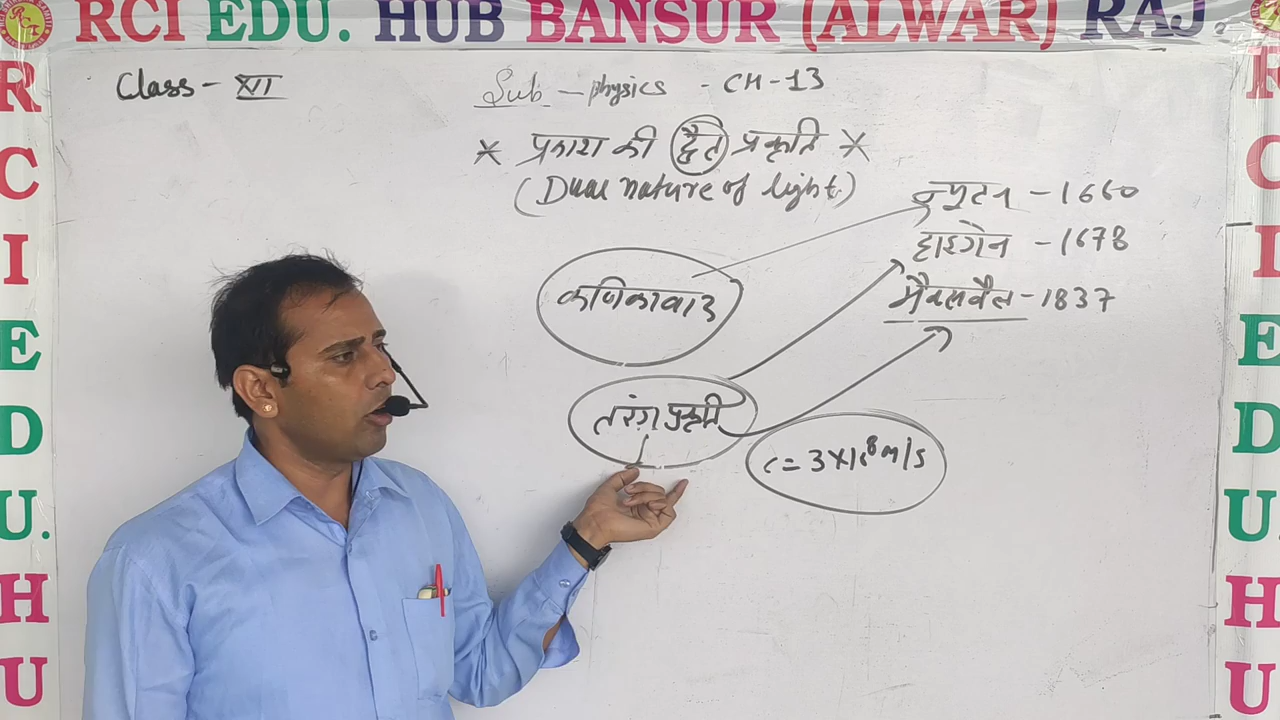 RCI EDU. HUB BANSUR (ALWAR) RAJ.
Class - XII
Sub - physics - CH-13
* प्रकाश की द्वैत प्रकृति *
(Dual nature of light)
न्यूटन - 1660
हाइगेन - 1678
मैक्सवैल - 1837
कणिकावाद
तरंग प्रकृति
c = 3×10⁸ m/s
R
C
I
E
D
U.
H
U
R
C
I
E
D
U.
H
U